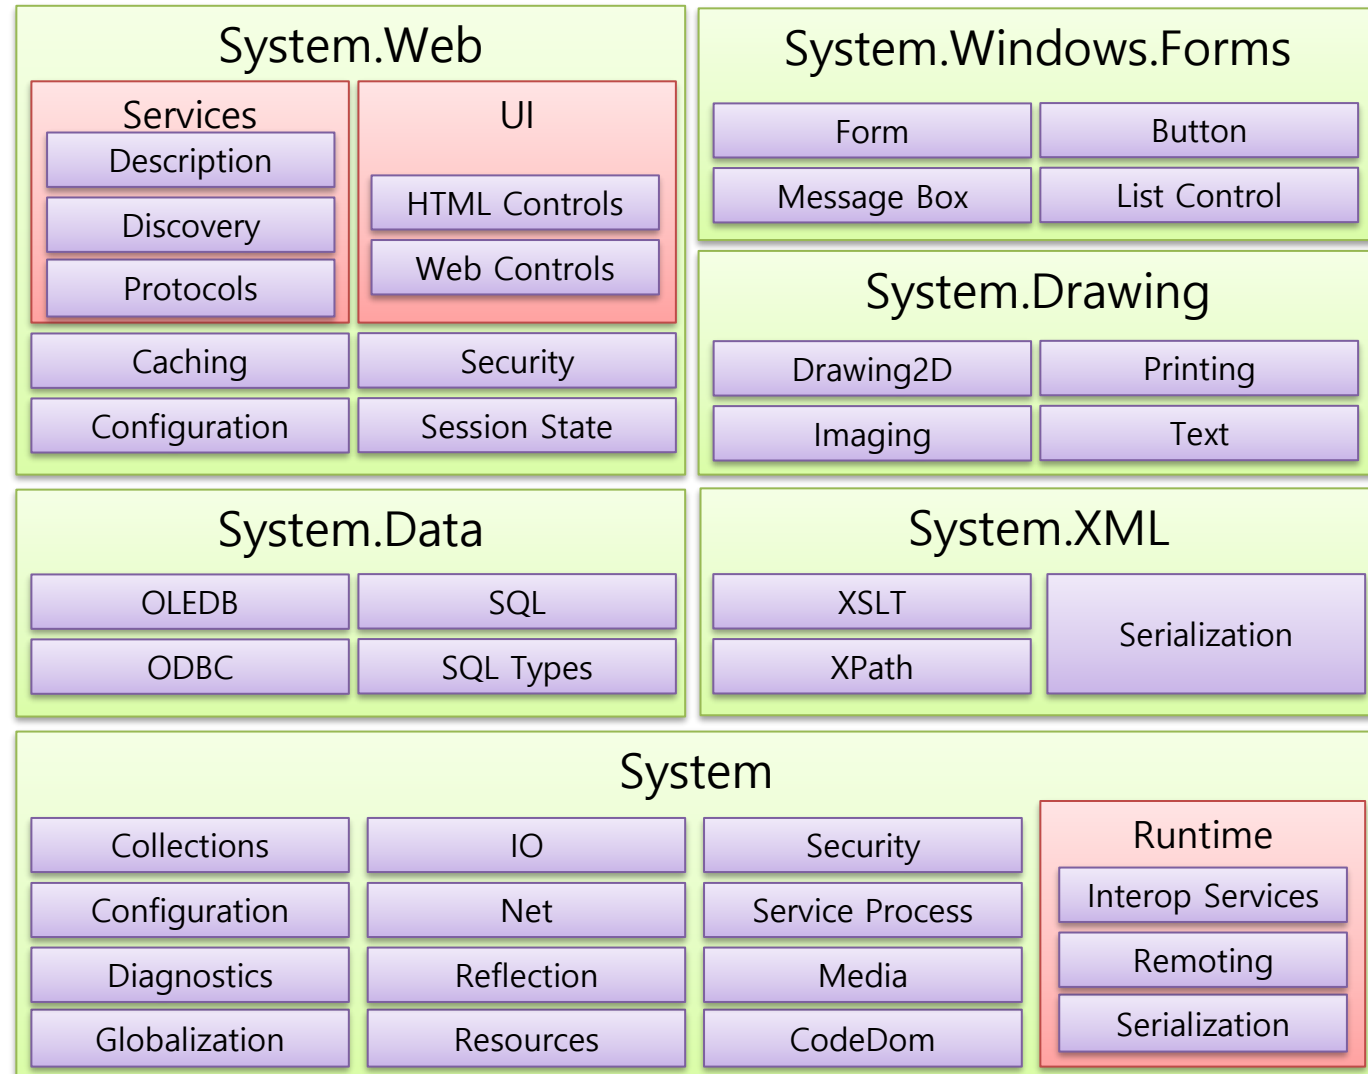 System.Web
Services
Description
Discovery
Protocols
UI
HTML Controls
Web Controls
Caching
Security
Configuration
Session State
System.Windows.Forms
Form
Button
Message Box
List Control
System.Drawing
Drawing2D
Printing
Imaging
Text
System.Data
OLEDB
SQL
ODBC
SQL Types
System.XML
XSLT
XPath
Serialization
System
Collections
IO
Security
Configuration
Net
Service Process
Diagnostics
Reflection
Media
Globalization
Resources
CodeDom
Runtime
Interop Services
Remoting
Serialization